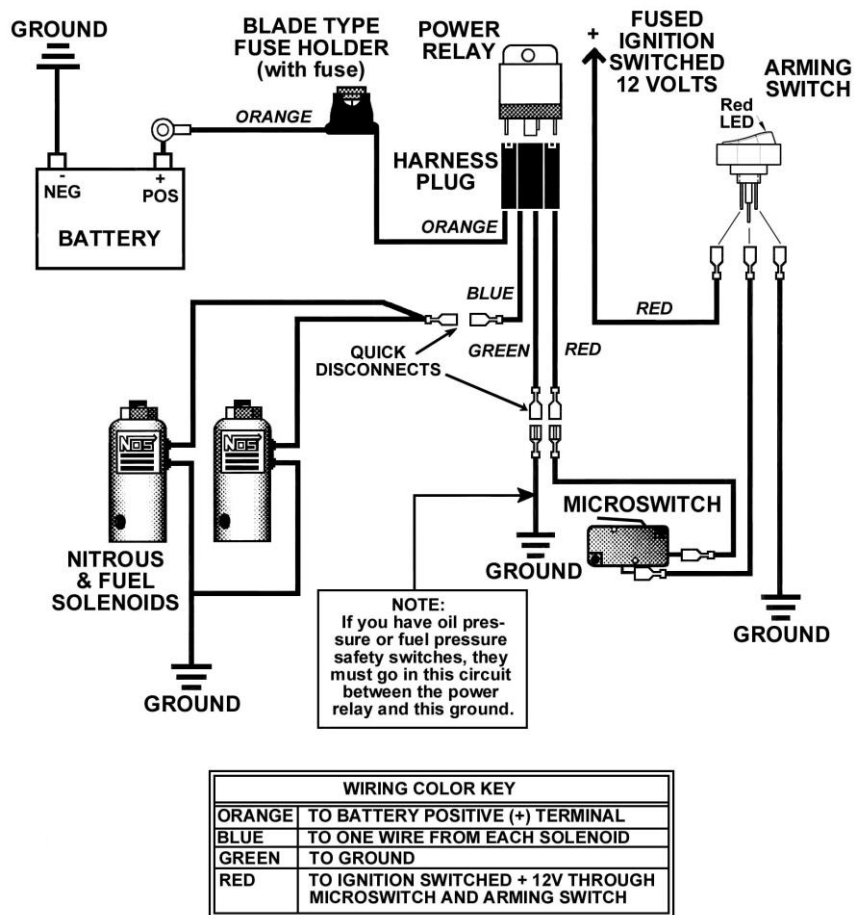 GROUND
BLADE TYPE
FUSE HOLDER
(with fuse)
POWER
RELAY
+
FUSED
IGNITION
SWITCHED
12 VOLTS
ARMING
SWITCH
Red
LED
ORANGE
HARNESS
PLUG
-
NEG
+
POS
BATTERY
ORANGE
BLUE
RED
QUICK
DISCONNECTS
GREEN
RED
NOS
NOS
MICROSWITCH
NITROUS
& FUEL
SOLENOIDS
GROUND
GROUND
GROUND
NOTE:
If you have oil pres-
sure or fuel pressure
safety switches, they
must go in this circuit
between the power
relay and this ground.
WIRING COLOR KEY
ORANGE TO BATTERY POSITIVE (+) TERMINAL
BLUE TO ONE WIRE FROM EACH SOLENOID
GREEN TO GROUND
RED TO IGNITION SWITCHED + 12V THROUGH
MICROSWITCH AND ARMING SWITCH